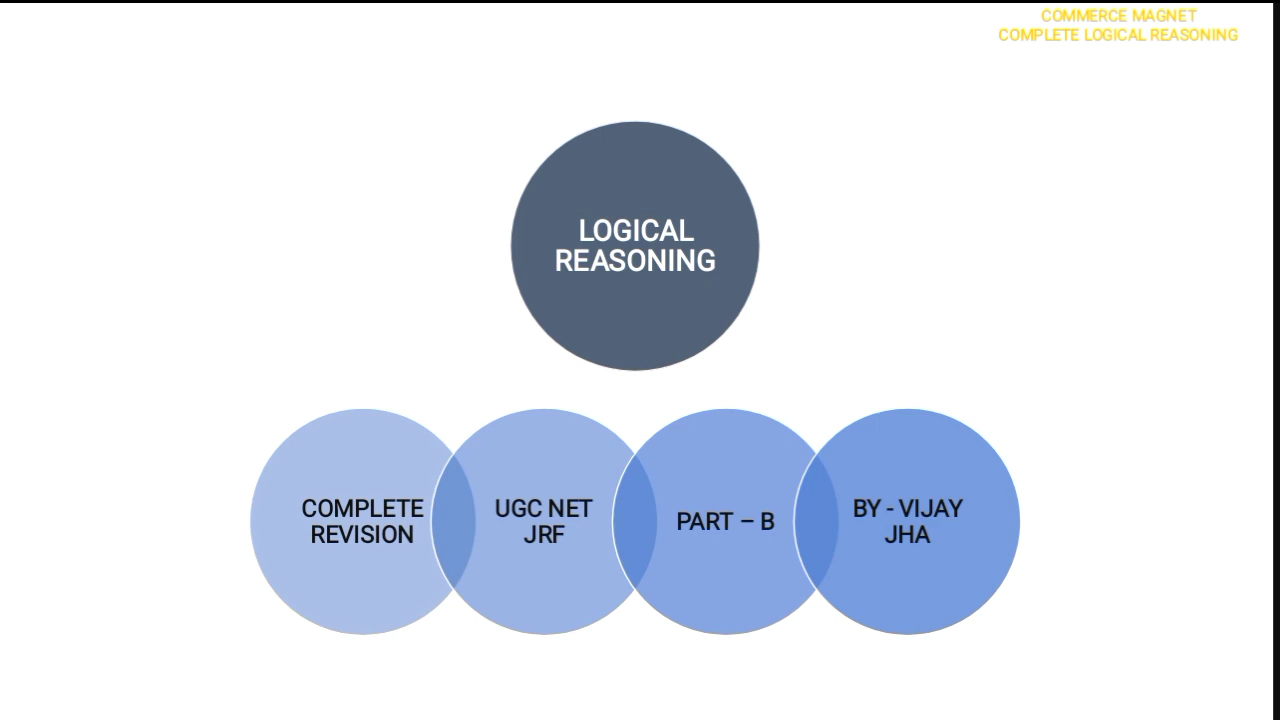 COMMERCE MAGNET
COMPLETE LOGICAL REASONING
LOGICAL
REASONING
COMPLETE
REVISION
UGC NET
JRF
PART – B
BY - VIJAY
JHA